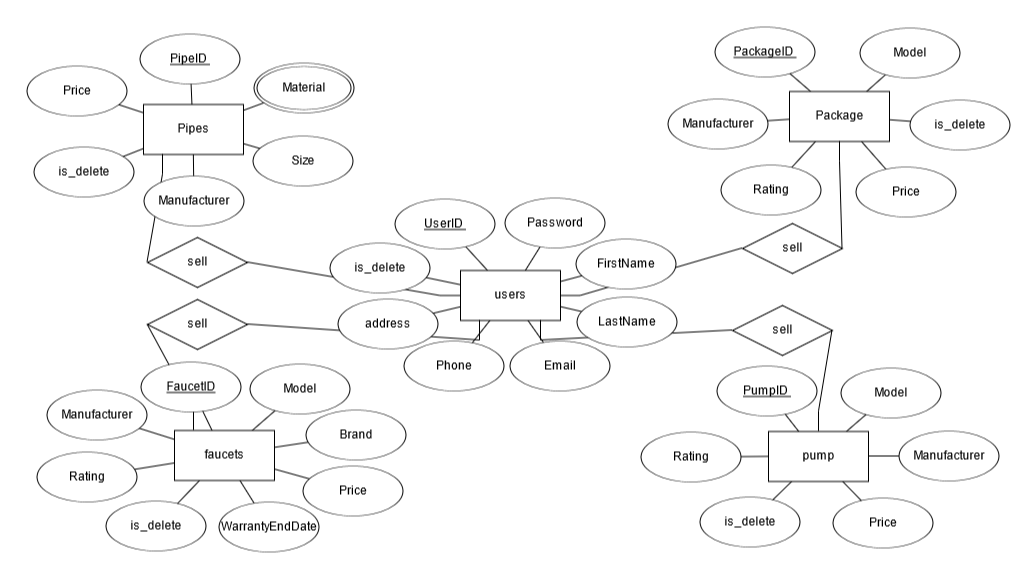 PipeID
Price
Material
Pipes
Size
is_delete
Manufacturer
sell
PackageID
Model
Manufacturer
Package
is_delete
Rating
Price
sell
UserID
Password
is_delete
FirstName
users
address
LastName
Phone
Email
sell
FaucetID
Model
Manufacturer
Brand
faucets
Rating
Price
is_delete
WarrantyEndDate
sell
PumpID
Model
Rating
pump
Manufacturer
is_delete
Price